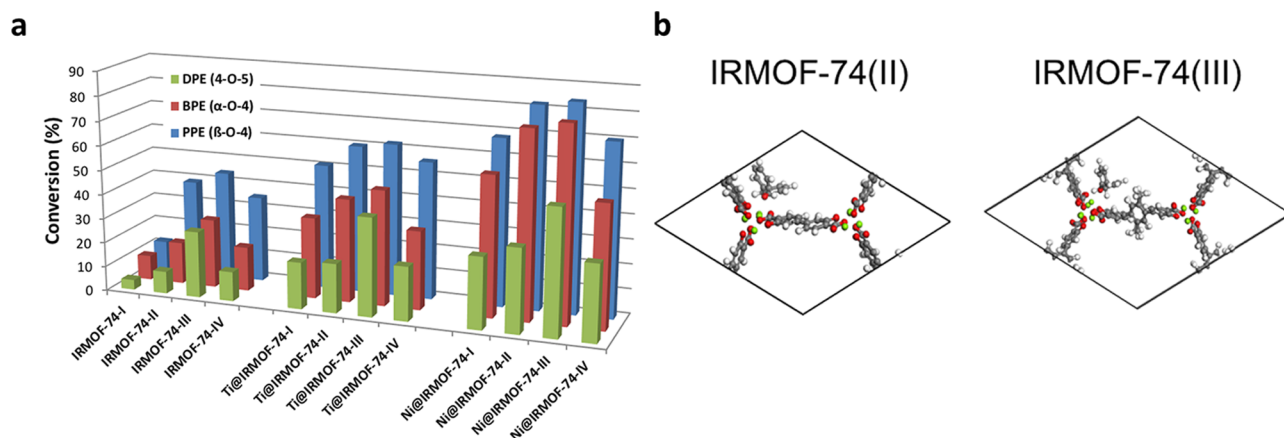 a
b
90
80
70
60
50
40
30
20
10
0
Conversion (%)
DPE (4-O-5)
BPE (α-O-4)
PPE (ß-O-4)
IRMOF-74-I
IRMOF-74-II
IRMOF-74-III
IRMOF-74-IV
Ti@IRMOF-74-I
Ti@IRMOF-74-II
Ti@IRMOF-74-III
Ti@IRMOF-74-IV
Ni@IRMOF-74-I
Ni@IRMOF-74-II
Ni@IRMOF-74-III
Ni@IRMOF-74-IV
IRMOF-74(II)
IRMOF-74(III)